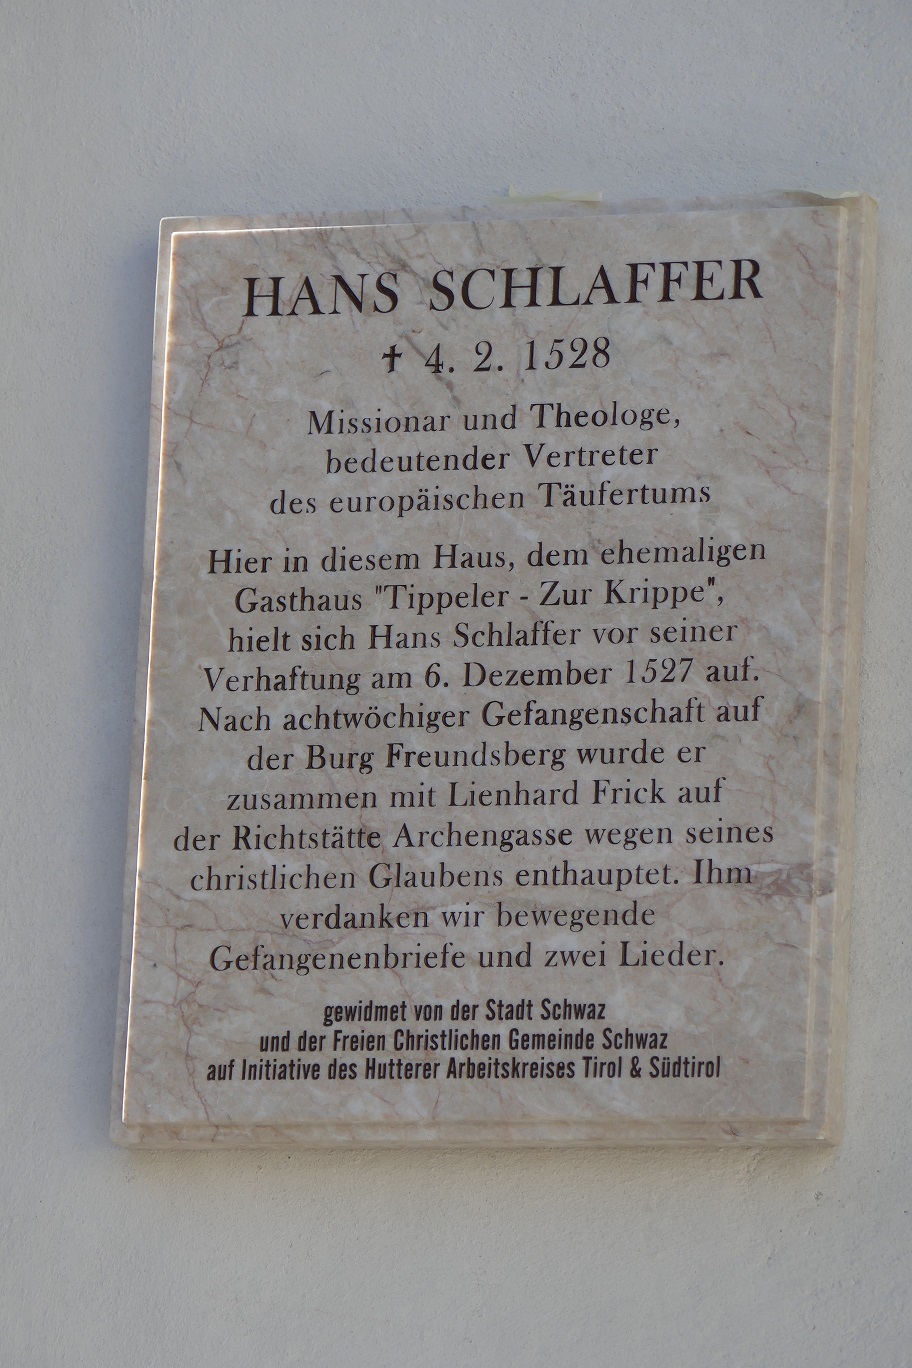 HANS SCHLAFFER
✝ 4. 2. 1528
Missionar und Theologe,
bedeutender Vertreter
des europäischen Täufertums
Hier in diesem Haus, dem ehemaligen
Gasthaus "Tippeler - Zur Krippe",
hielt sich Hans Schlaffer vor seiner
Verhaftung am 6. Dezember 1527 auf.
Nach achtwöchiger Gefangenschaft auf
der Burg Freundsberg wurde er
zusammen mit Lienhard Frick auf
der Richtstätte Archengasse wegen seines
christlichen Glaubens enthauptet. Ihm
verdanken wir bewegende
Gefangenenbriefe und zwei Lieder.
gewidmet von der Stadt Schwaz
und der Freien Christlichen Gemeinde Schwaz
auf Initiative des Hutterer Arbeitskreises Tirol & Südtirol